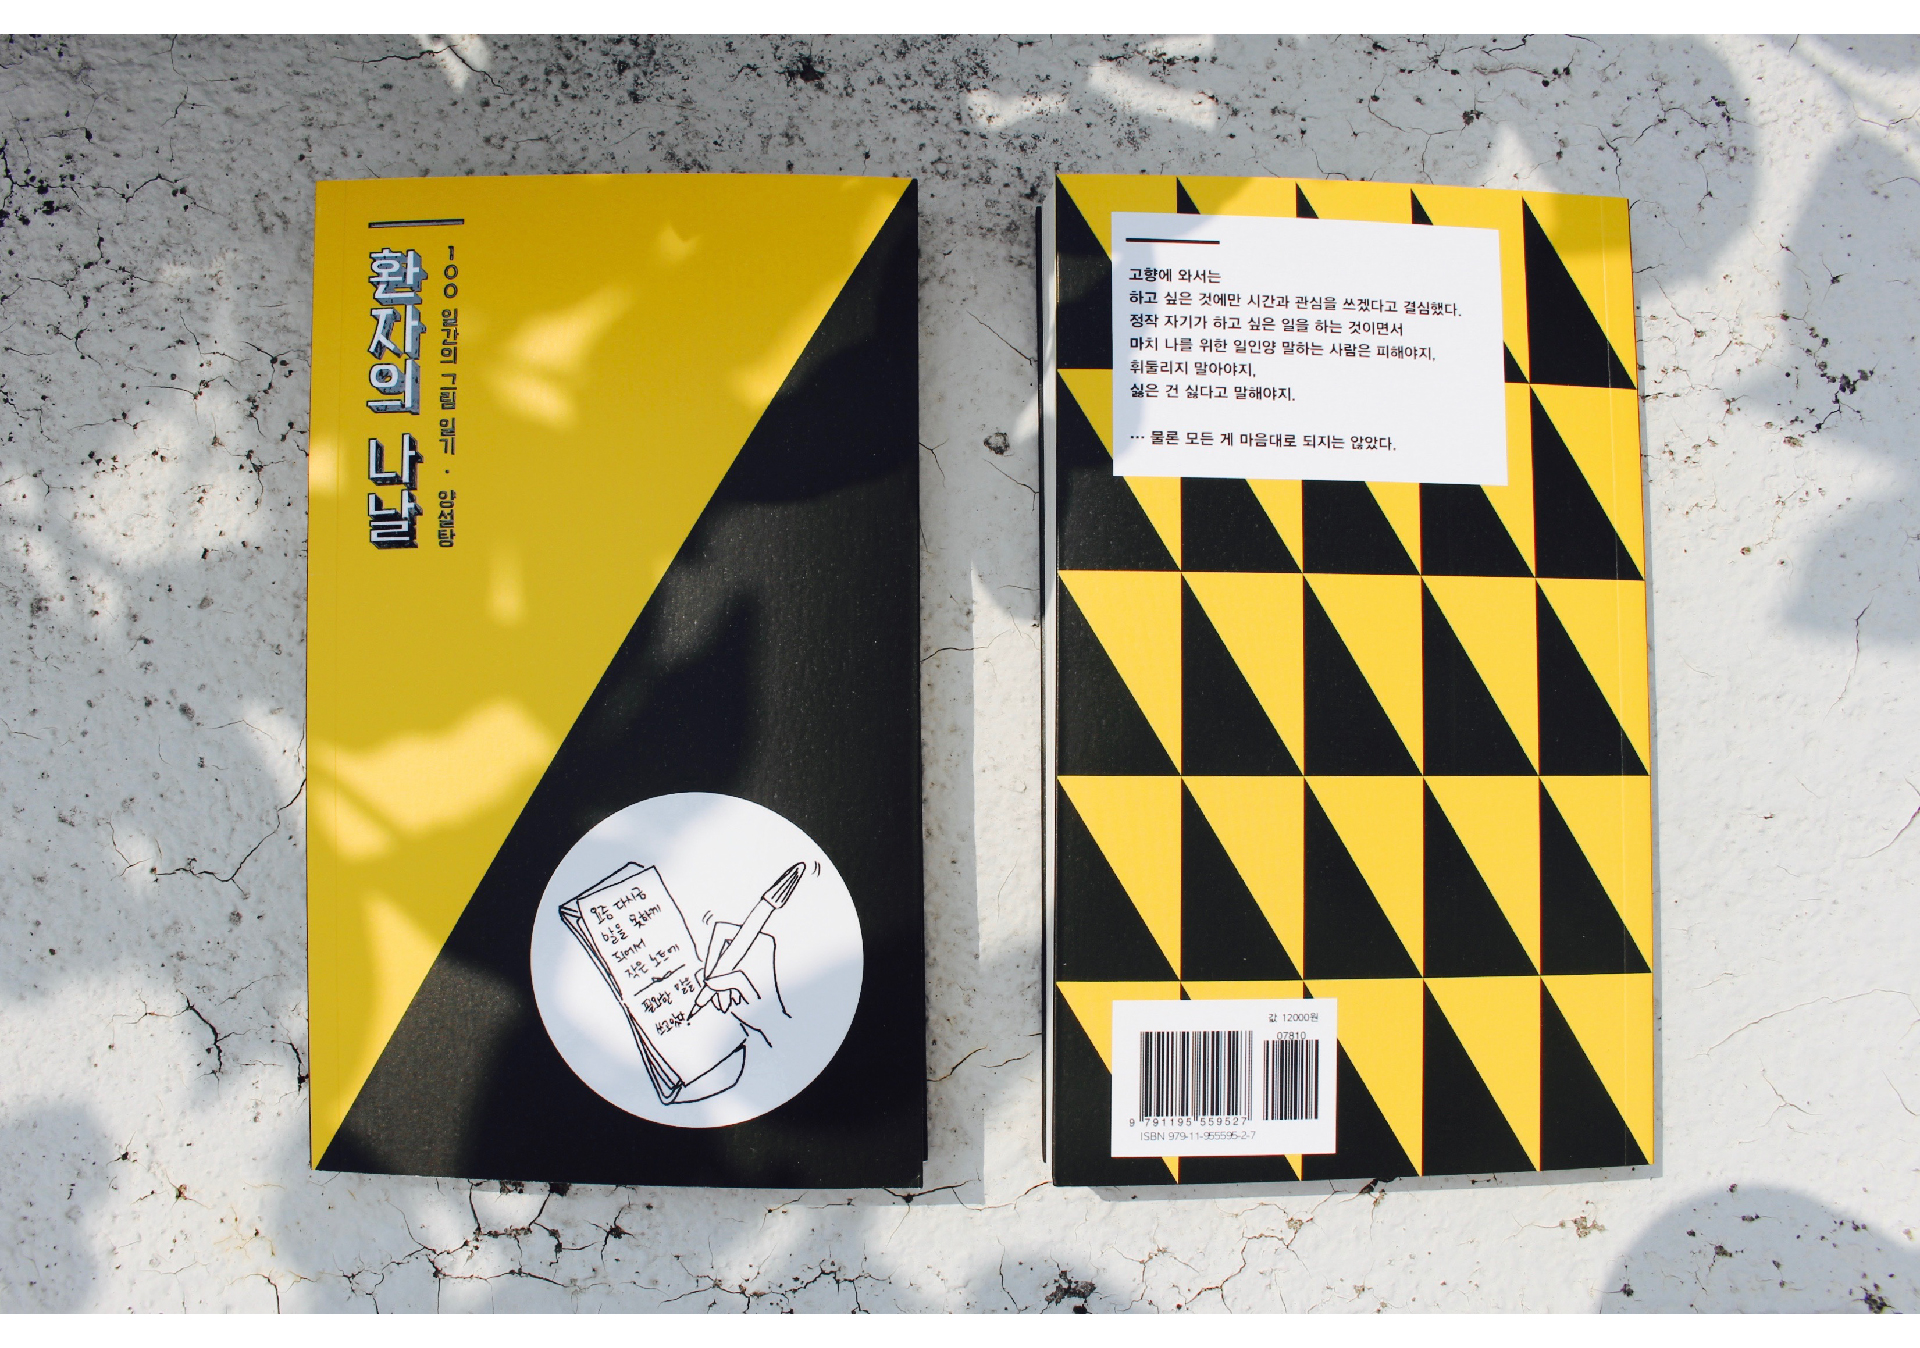 환자의 나날
100 일간의 그림 일기 · 양설탕
요즘 다시금
말을 못하게
되어서
작은 노트에
필요한 말을
쓰고 있다.
고향에 와서는
하고 싶은 것에만 시간과 관심을 쓰겠다고 결심했다.
정작 자기가 하고 싶은 일을 하는 것이면서
마치 나를 위한 일인양 말하는 사람은 피해야지,
휘둘리지 말아야지,
싫은 건 싫다고 말해야지.
… 물론 모든 게 마음대로 되지는 않았다.
값 12000원
07810
9 791195 559527
ISBN 979-11-955595-2-7